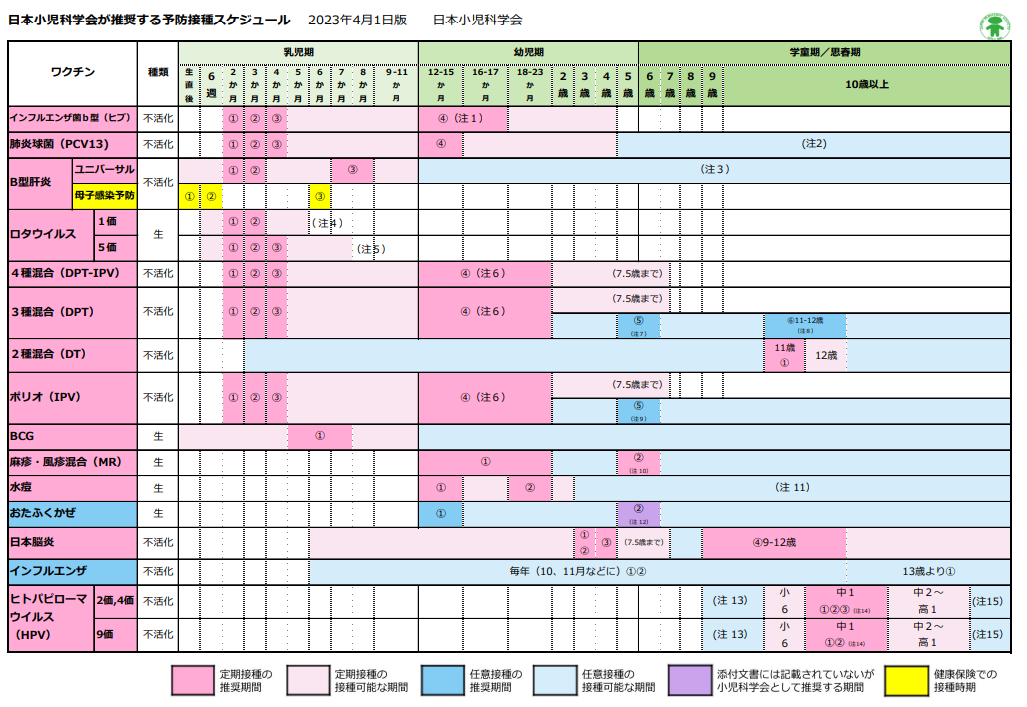 日本小児科学会が推奨する予防接種スケジュール 2023年4月1日版 日本小児科学会
ワクチン 種類 乳児期 幼児期 学童期／思春期
生直後 6週 2か月 3か月 4か月 5か月 6か月 7か月 8か月 9-11か月 12-15か月 16-17か月 18-23か月 2歳 3歳 4歳 5歳 6歳 7歳 8歳 9歳 10歳以上
インフルエンザ菌ｂ型（ヒブ） 不活化 ① ② ③ ④（注１）
肺炎球菌（PCV13) 不活化 ① ② ③ ④ (注2)
B型肝炎 ユニバーサル 不活化 ① ② ③ （注３）
母子感染予防 ① ② ③
ロタウイルス １価 生 ① ② （注４）
５価 ① ② ③ （注５）
４種混合（DPT-IPV） 不活化 ① ② ③ ④（注６） （7.5歳まで）
３種混合（DPT） 不活化 ① ② ③ ④（注６） （7.5歳まで）
⑤ （注７） ⑥11-12歳 （注８）
２種混合（DT） 不活化 11歳 ① 12歳
ポリオ（IPV） 不活化 ① ② ③ ④（注６） （7.5歳まで）
⑤ （注９）
BCG 生 ①
麻疹・風疹混合（MR） 生 ① ② （注 10）
水痘 生 ① ② （注 11）
おたふくかぜ 生 ① ② （注 12）
日本脳炎 不活化 ① ② ③ （7.5歳まで） ④9-12歳
インフルエンザ 不活化 毎年（10、11月などに）①② 13歳より①
ヒトパピローマウイルス（HPV） 2価,4価 不活化 （注 13） 小6 中１ ①②③（注14） 中２～高１ (注15)
9価 不活化 （注 13） 小6 中１ ①②（注14） 中２～高１ (注15)
定期接種の推奨期間
定期接種の接種可能な期間
任意接種の推奨期間
任意接種の接種可能な期間
添付文書には記載されていないが小児科学会として推奨する期間
健康保険での接種時期